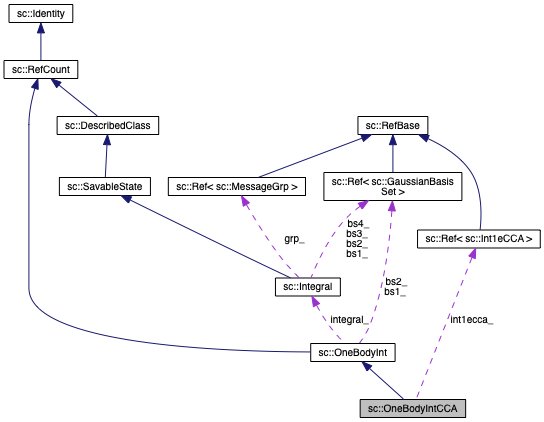 sc::Identity
sc::RefCount
sc::DescribedClass
sc::RefBase
sc::SavableState
sc::Ref< sc::MessageGrp >
sc::Ref< sc::GaussianBasis
Set >
sc::Ref< sc::Int1eCCA >
grp_
bs4_
bs3_
bs2_
bs1_
sc::Integral
bs2_
bs1_
integral_
int1ecca_
sc::OneBodyInt
sc::OneBodyIntCCA